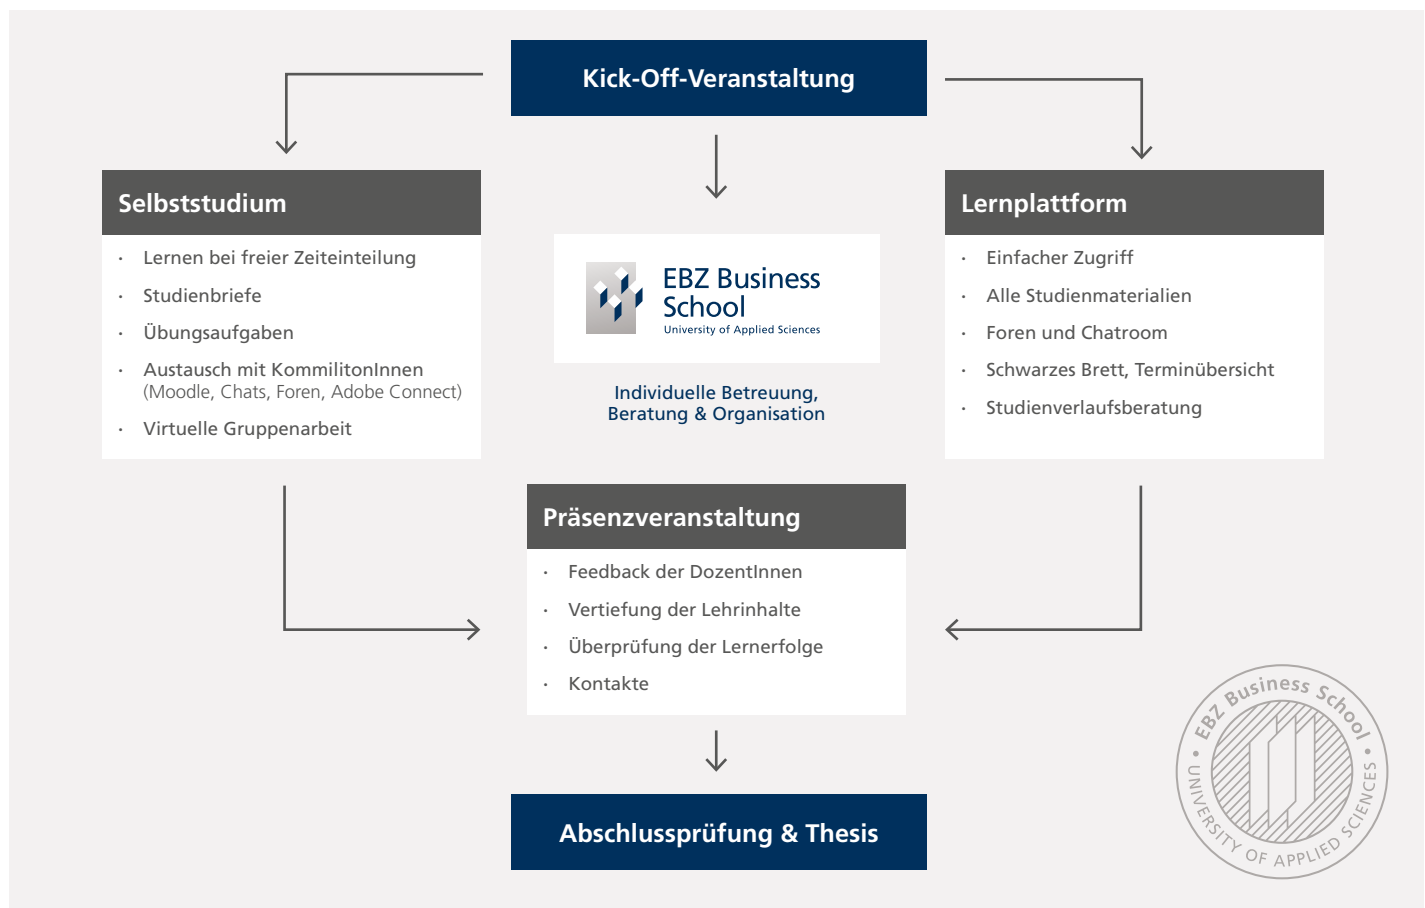 Kick-Off-Veranstaltung
Selbststudium
· Lernen bei freier Zeiteinteilung
· Studienbriefe
· Übungsaufgaben
· Austausch mit KommilitonInnen
(Moodle, Chats, Foren, Adobe Connect)
· Virtuelle Gruppenarbeit
EBZ Business
School
University of Applied Sciences
Individuelle Betreuung,
Beratung & Organisation
Lernplattform
· Einfacher Zugriff
· Alle Studienmaterialien
· Foren und Chatroom
· Schwarzes Brett, Terminübersicht
· Studienverlaufsberatung
Präsenzveranstaltung
· Feedback der DozentInnen
· Vertiefung der Lehrinhalte
· Überprüfung der Lernerfolge
· Kontakte
Abschlussprüfung & Thesis
• EBZ Business School •
UNIVERSITY OF APPLIED SCIENCES